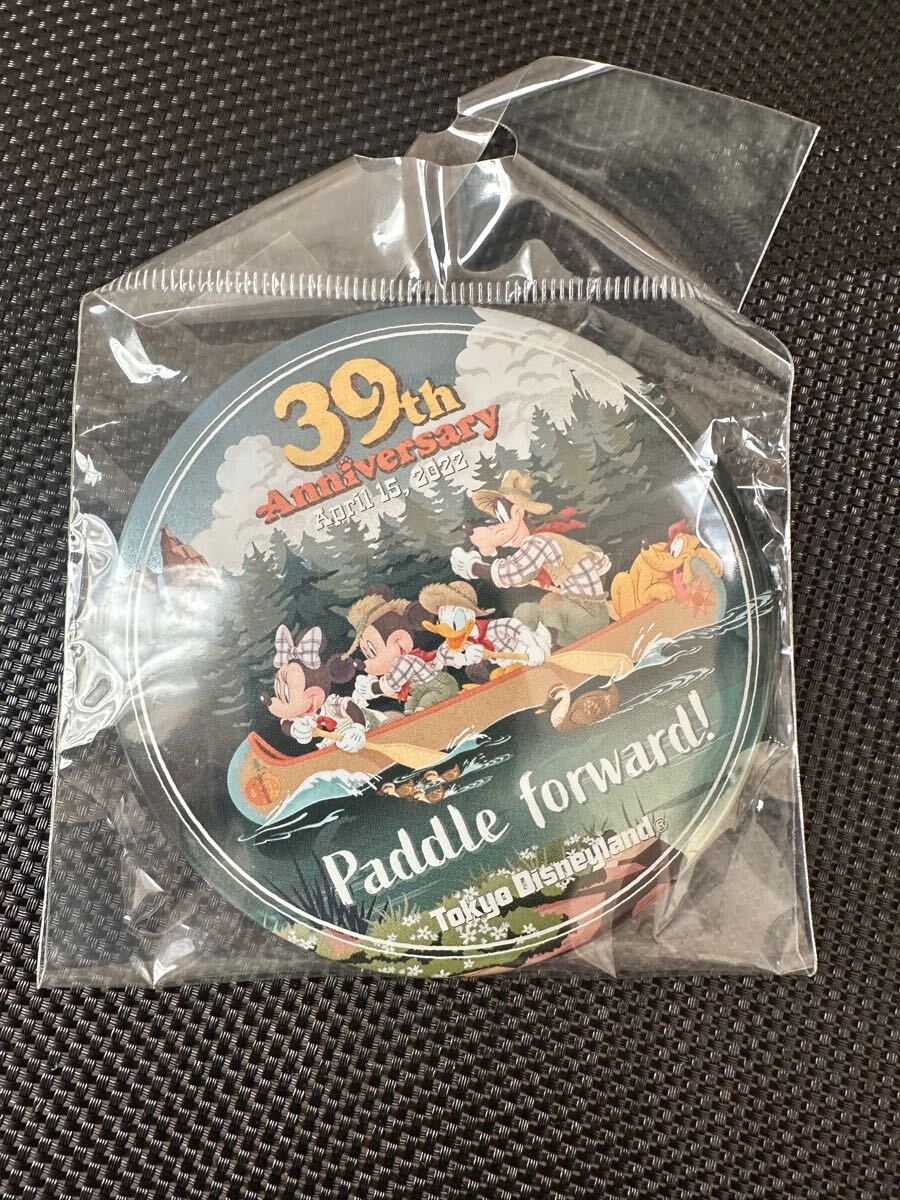 39th
Anniversary
April 15, 2022
Paddle forward!
Tokyo Disneyland®